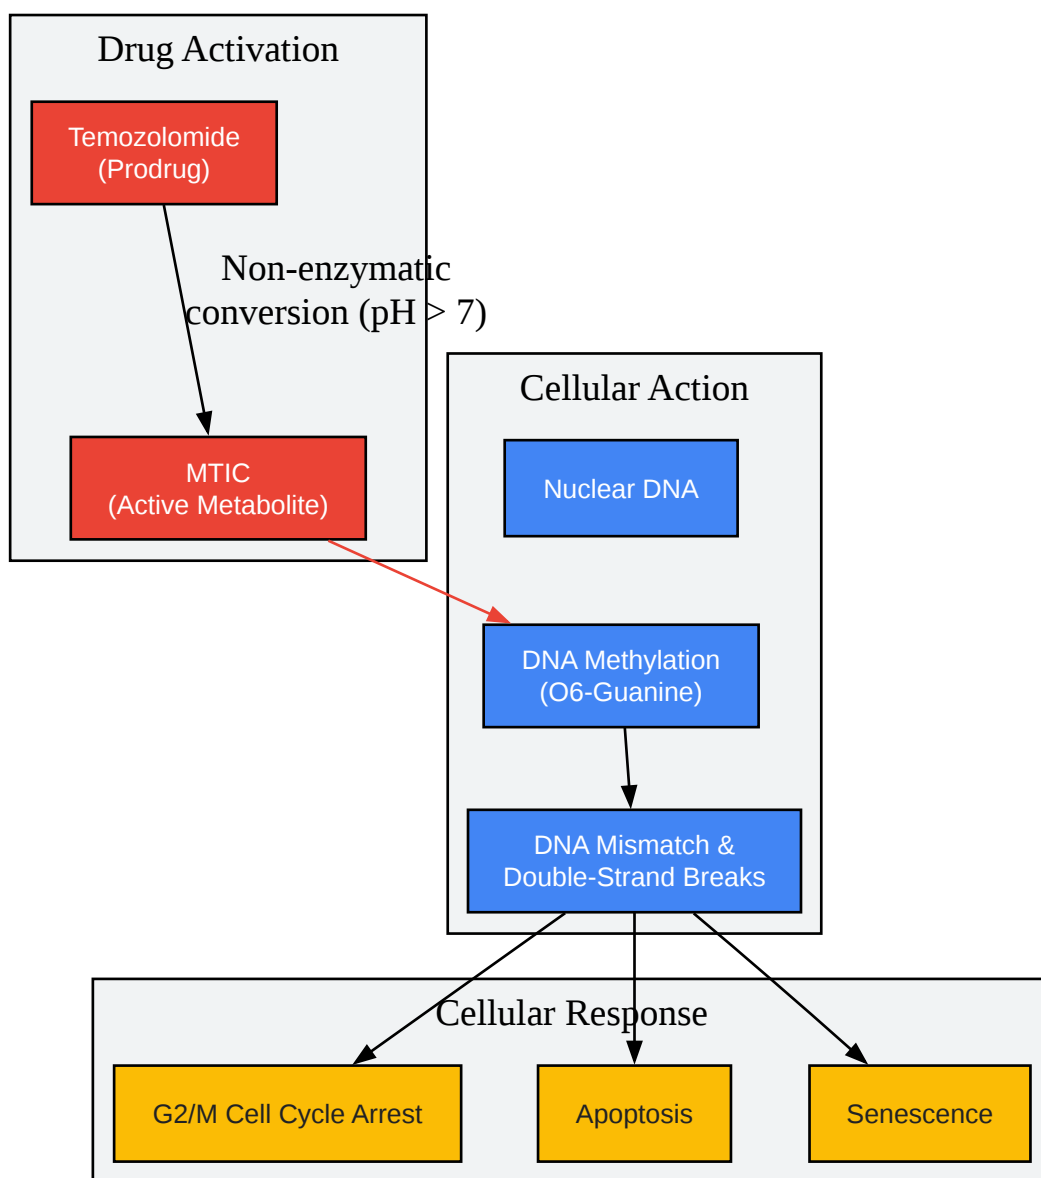 Drug Activation
Temozolomide
(Prodrug)
Non-enzymatic
conversion (pH > 7)
MTIC
(Active Metabolite)
Cellular Action
Nuclear DNA
DNA Methylation
(O6-Guanine)
DNA Mismatch &
Double-Strand Breaks
Cellular Response
G2/M Cell Cycle Arrest
Apoptosis
Senescence